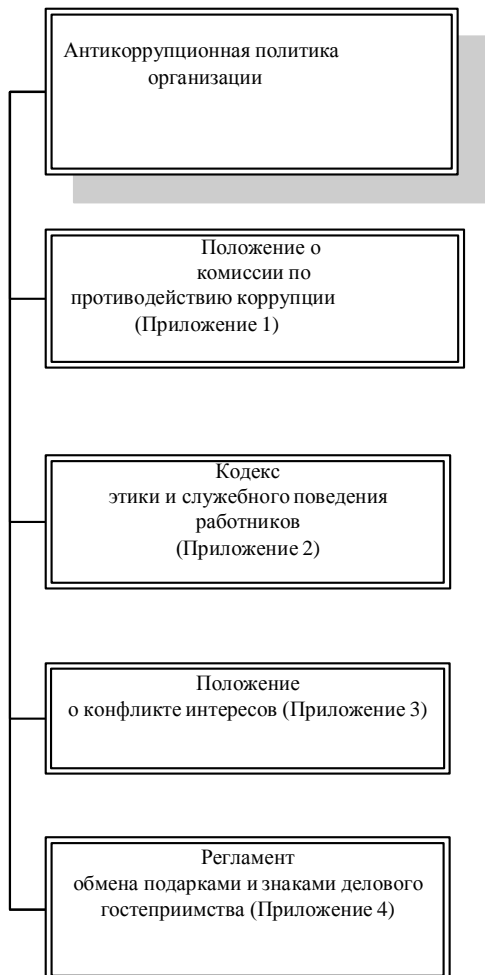 Антикоррупционная политика
организации
Положение о
комиссии по
противодействию коррупции
(Приложение 1)
Кодекс
этики и служебного поведения
работников
(Приложение 2)
Положение
о конфликте интересов (Приложение 3)
Регламент
обмена подарками и знаками делового
гостеприимства (Приложение 4)